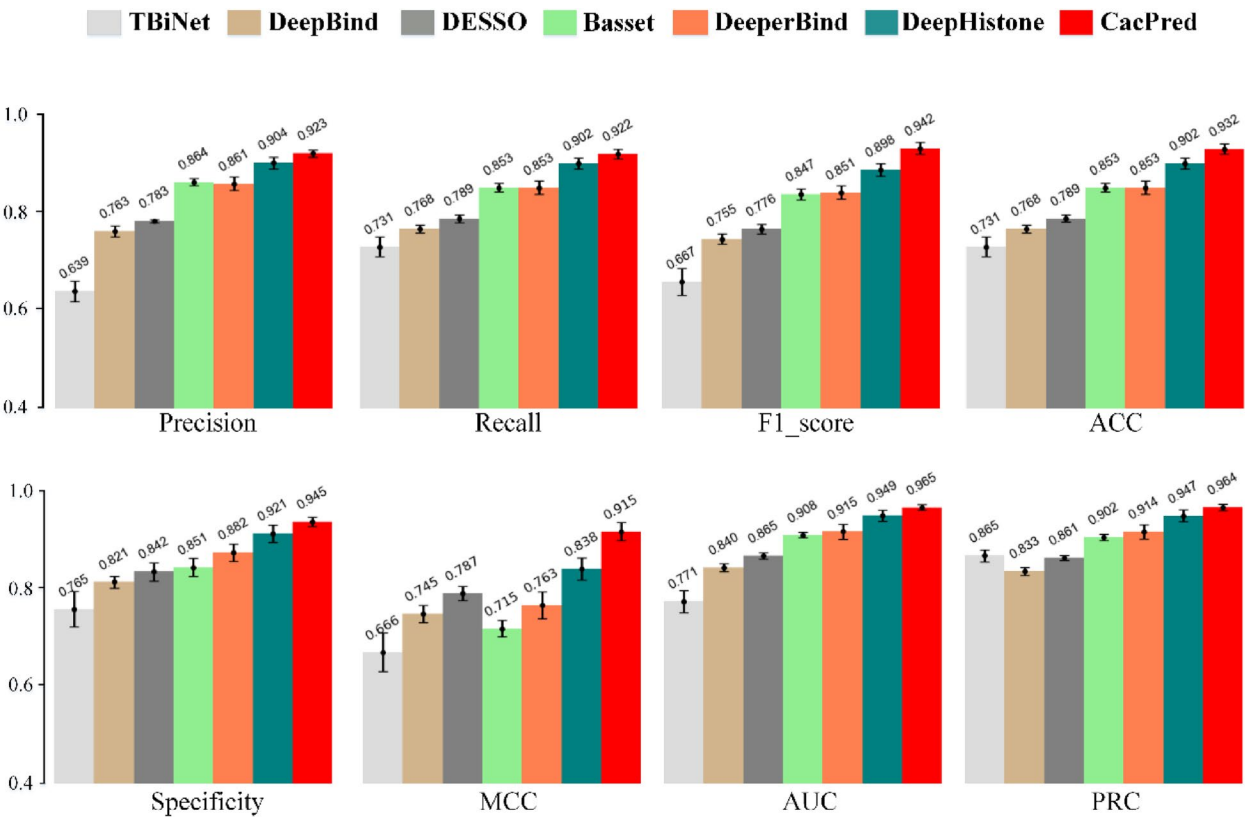 TBiNet DeepBind DESSO Basset DeeperBind DeepHistone CacPred
1.0
0.8
0.6
0.4
0.639 0.763 0.783 0.864 0.861 0.904 0.923
Precision
0.731 0.768 0.789 0.853 0.853 0.902 0.922
Recall
0.667 0.755 0.776 0.847 0.851 0.898 0.942
F1_score
0.731 0.768 0.789 0.853 0.853 0.902 0.932
ACC
1.0
0.8
0.6
0.4
0.765 0.821 0.842 0.851 0.882 0.921 0.945
Specificity
0.666 0.745 0.787 0.715 0.763 0.838 0.915
MCC
0.771 0.840 0.865 0.908 0.915 0.949 0.965
AUC
0.865 0.833 0.861 0.902 0.914 0.947 0.964
PRC